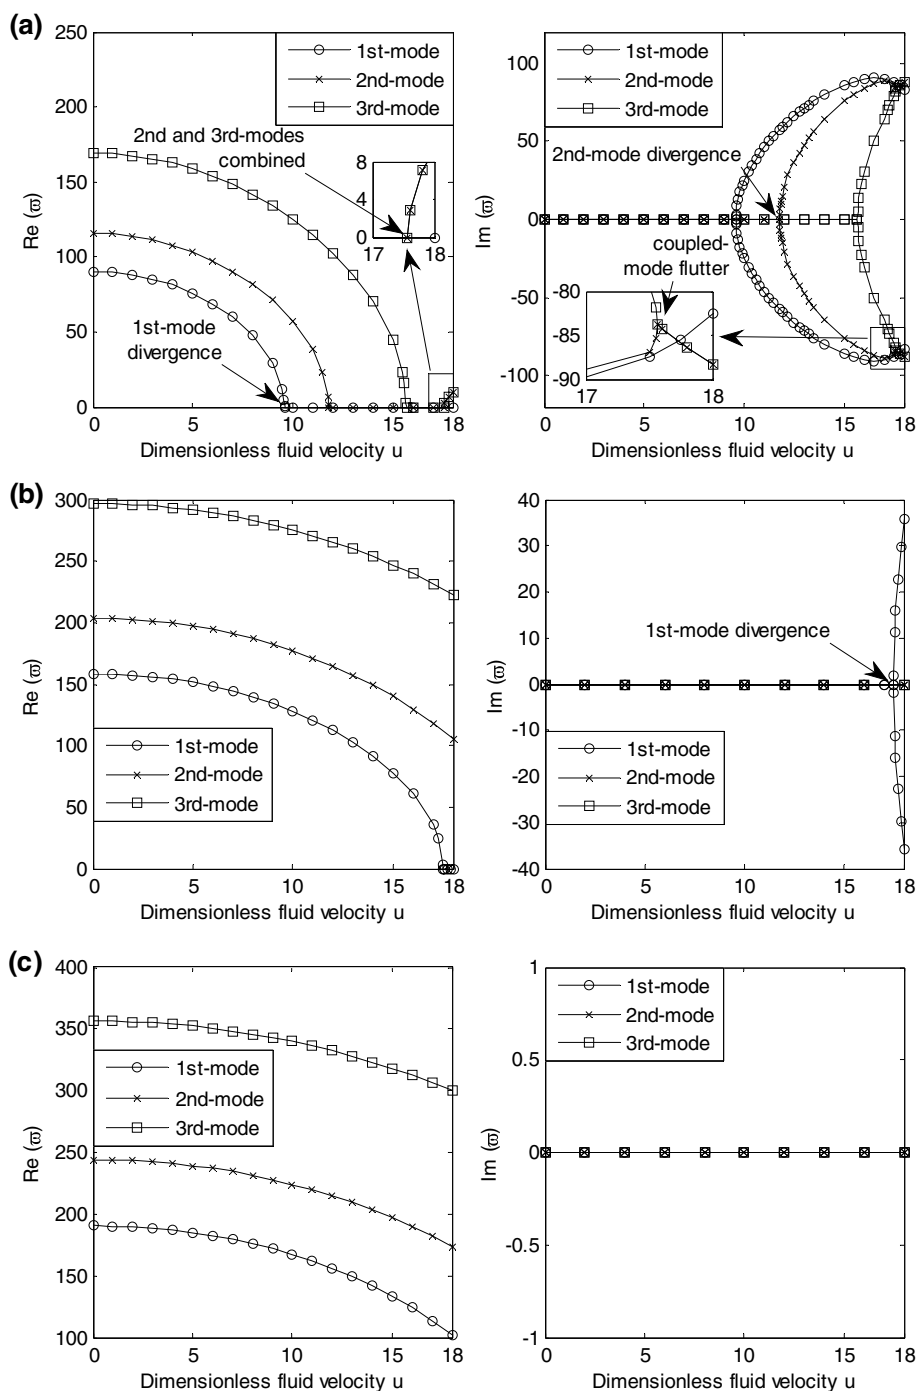 (a)
250
200
150
100
50
0
Re (ϖ)
1st-mode
2nd-mode
3rd-mode
2nd and 3rd-modes
combined
8
4
0
17
18
1st-mode
divergence
0
5
10
15
18
Dimensionless fluid velocity u
100
50
0
-50
-100
Im (ϖ)
1st-mode
2nd-mode
3rd-mode
2nd-mode divergence
coupled-
mode flutter
-80
-85
-90
17
18
0
5
10
15
18
Dimensionless fluid velocity u
(b)
300
250
200
150
100
50
0
Re (ϖ)
1st-mode
2nd-mode
3rd-mode
0
5
10
15
18
Dimensionless fluid velocity u
40
30
20
10
0
-10
-20
-30
-40
Im (ϖ)
1st-mode divergence
1st-mode
2nd-mode
3rd-mode
0
5
10
15
18
Dimensionless fluid velocity u
(c)
400
350
300
250
200
150
100
Re (ϖ)
1st-mode
2nd-mode
3rd-mode
0
5
10
15
18
Dimensionless fluid velocity u
1
0.5
0
-0.5
-1
Im (ϖ)
1st-mode
2nd-mode
3rd-mode
0
5
10
15
18
Dimensionless fluid velocity u